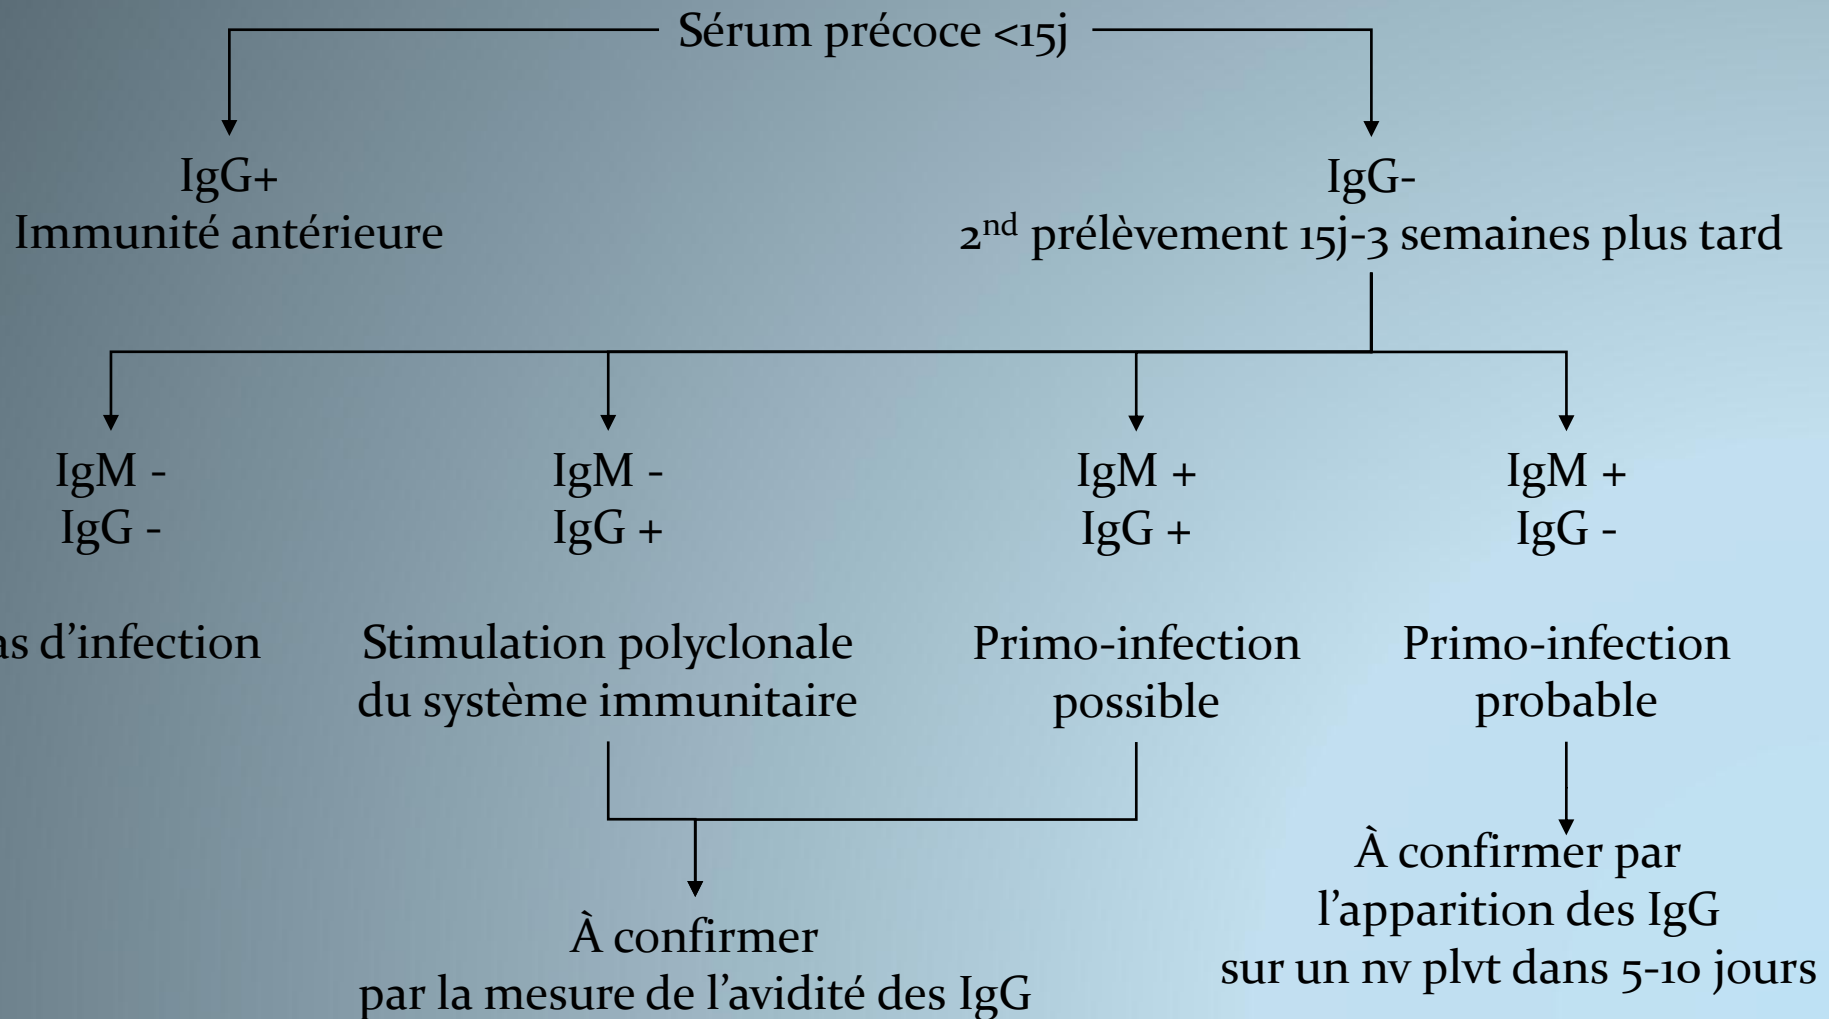 Sérum précoce <15j
IgG+
Immunité antérieure
IgG-
2nd prélèvement 15j-3 semaines plus tard
IgM -
IgG -
d'infection
IgM -
IgG +
Stimulation polyclonale
du système immunitaire
IgM +
IgG +
Primo-infection
possible
IgM +
IgG -
Primo-infection
probable
À confirmer
par la mesure de l'avidité des IgG
À confirmer par
l'apparition des IgG
sur un nv plvt dans 5-10 jours